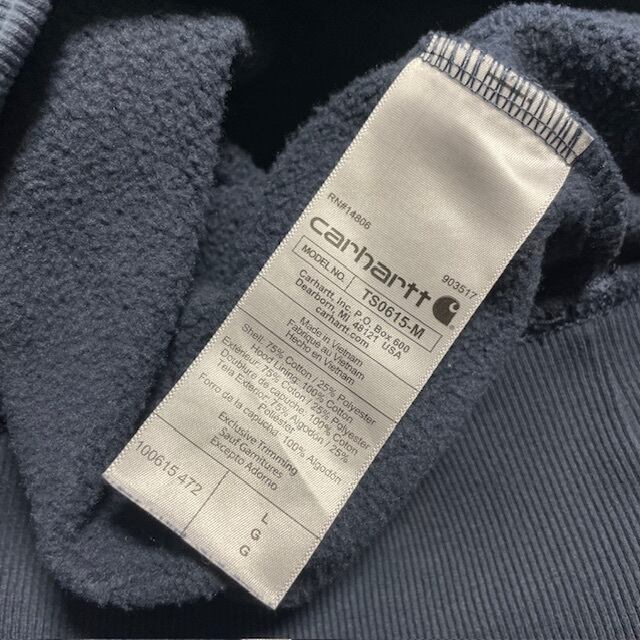 RN#14806
903517
carhartt
MODEL NO. TS0615-M
Carhartt, Inc. P.O. Box 600
Dearborn, MI, 48121 USA
carhartt.com
Made in Vietnam
Fabriqué au Vietnam
Hecho en Vietnam
Shell: 75% Cotton / 25% Polyester
Hood Lining: 100% Cotton
Extérieure: 75% Coton / 25% Polyester
Doublure de capuche: 100% Coton
Tela Exterior: 75% Algodón / 25%
Poliéster
Forro de la capucha: 100% Algodón
Exclusive Trimming
Sauf Garnitures
Excepto Adorno
100615 472
L
G
G